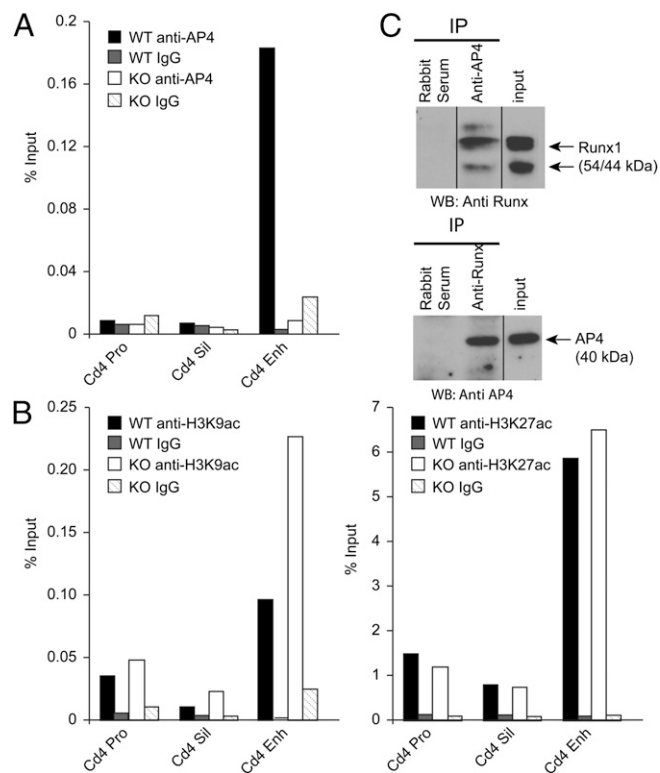 A
WT anti-AP4
WT IgG
KO anti-AP4
KO IgG
0.2
0.16
0.12
0.08
0.04
0
% Input
Cd4 Pro
Cd4 Sil
Cd4 Enh
C
IP
Rabbit
Serum
Anti-AP4
input
Runx1
(54/44 kDa)
WB: Anti Runx
IP
Rabbit
Serum
Anti-Runx
input
AP4
(40 kDa)
WB: Anti AP4
B
WT anti-H3K9ac
WT IgG
KO anti-H3K9ac
KO IgG
0.25
0.20
0.15
0.10
0.05
0.00
% Input
Cd4 Pro
Cd4 Sil
Cd4 Enh
WT anti-H3K27ac
WT IgG
KO anti-H3K27ac
KO IgG
7
6
5
4
3
2
1
0
% Input
Cd4 Pro
Cd4 Sil
Cd4 Enh